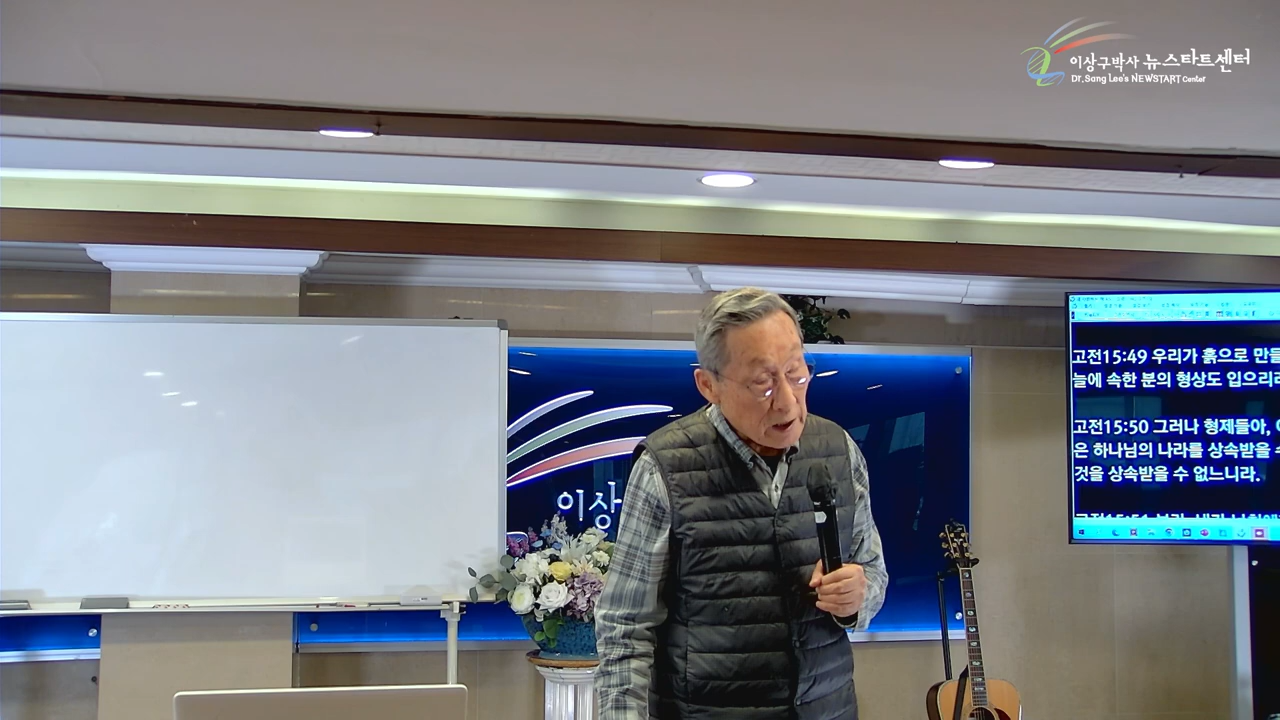 이상구박사 뉴스타트센터
Dr. Sang Lee's NEWSTART Center
고전15:49 우리가 흙으로 만들
늘에 속한 분의 형상도 입으리라
고전15:50 그러나 형제들아,
은 하나님의 나라를 상속받을 수
것을 상속받을 수 없느니라.
이상